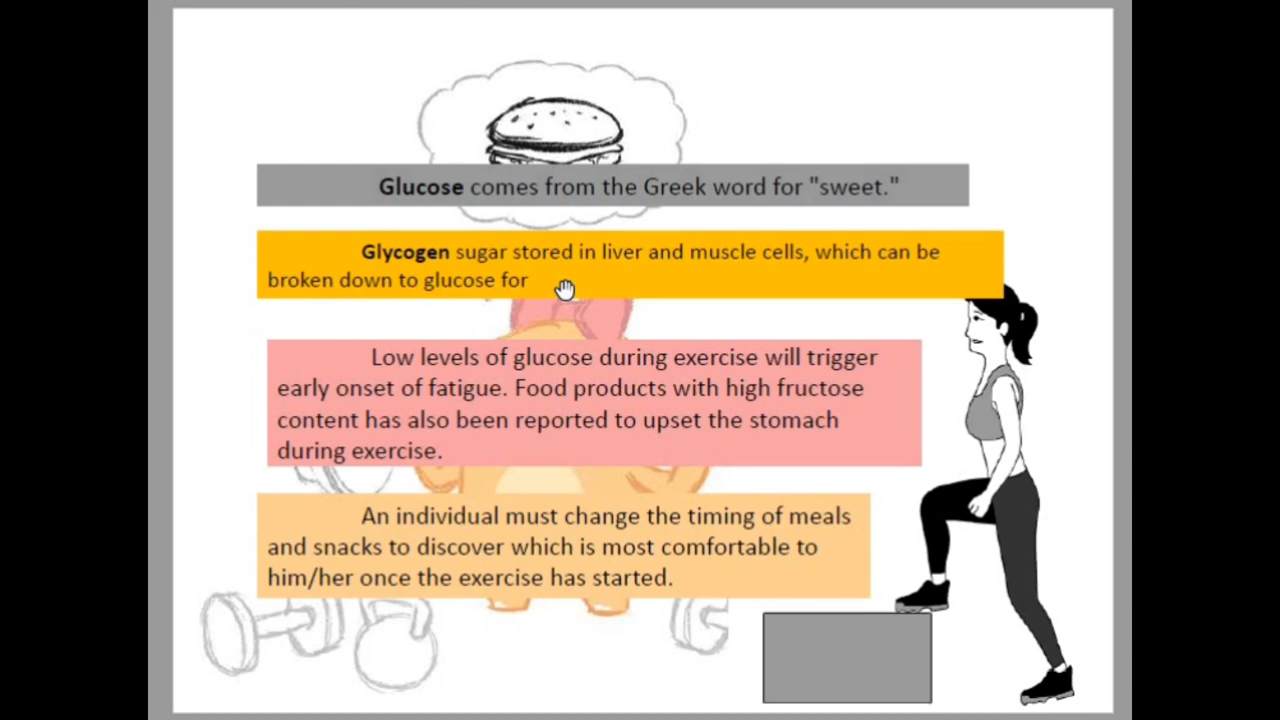 Glucose comes from the Greek word for "sweet."
Glycogen sugar stored in liver and muscle cells, which can be
broken down to glucose for
Low levels of glucose during exercise will trigger
early onset of fatigue. Food products with high fructose
content has also been reported to upset the stomach
during exercise.
An individual must change the timing of meals
and snacks to discover which is most comfortable to
him/her once the exercise has started.